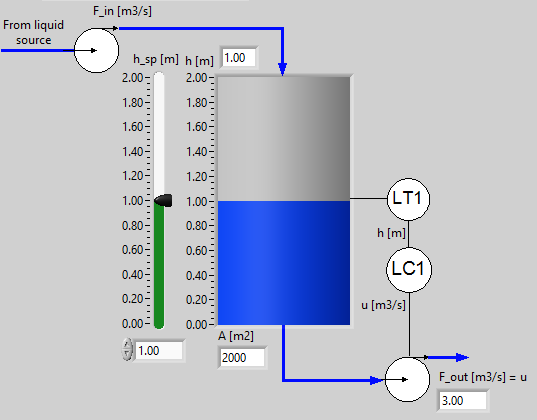 F_in [m3/s]
From liquid
source
h_sp [m]
h [m]
1.00
2.00
1.80
1.60
1.40
1.20
1.00
0.80
0.60
0.40
0.20
0.00
2.00
1.80
1.60
1.40
1.20
1.00
0.80
0.60
0.40
0.20
0.00
LT1
h [m]
LC1
u [m3/s]
A [m2]
1.00
2000
F_out [m3/s] = u
3.00